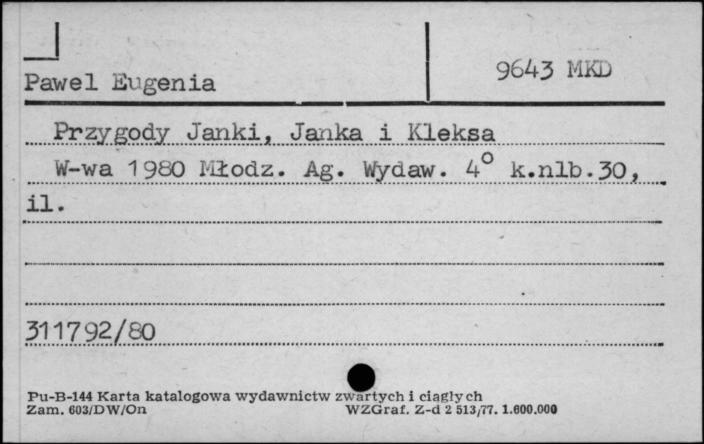 9643 MKD
Pawel Eugenia
Przygody Janki, Janka i Kleksa
W-wa 1980 Młodz. Ag. Wydaw. 4° k.nlb.30,
il.
311792/80
Pu-B-144 Karta katalogowa wydawnictw zwartych i ciągłych
Zam. 603/DW/On WZGraf. Z-d 2 513/77. 1.600.000